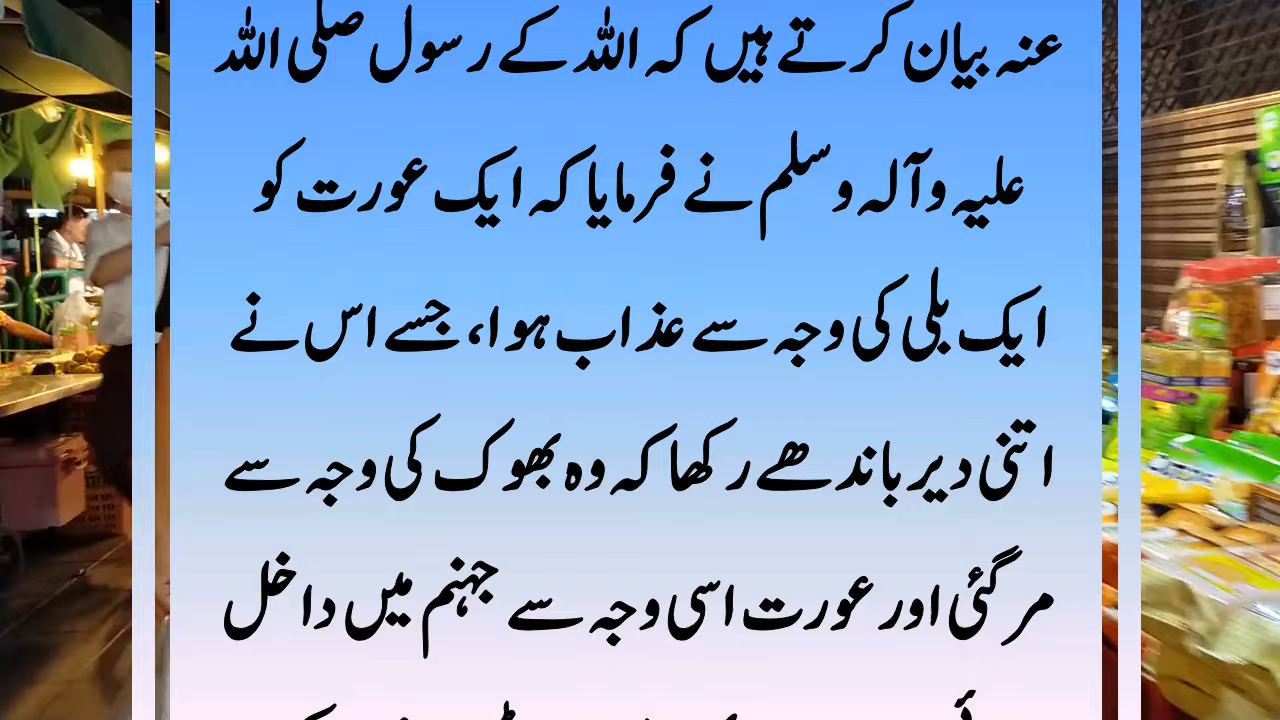 عنہ بیان کرتے ہیں کہ اللہ کے رسول صلی اللہ
علیہ وآلہ وسلم نے فرمایا کہ ایک عورت کو
ایک بلی کی وجہ سے عذاب ہوا، جسے اس نے
اتنی دیر باندھے رکھا کہ وہ بھوک کی وجہ سے
مر گئی اور عورت اسی وجہ سے جہنم میں داخل